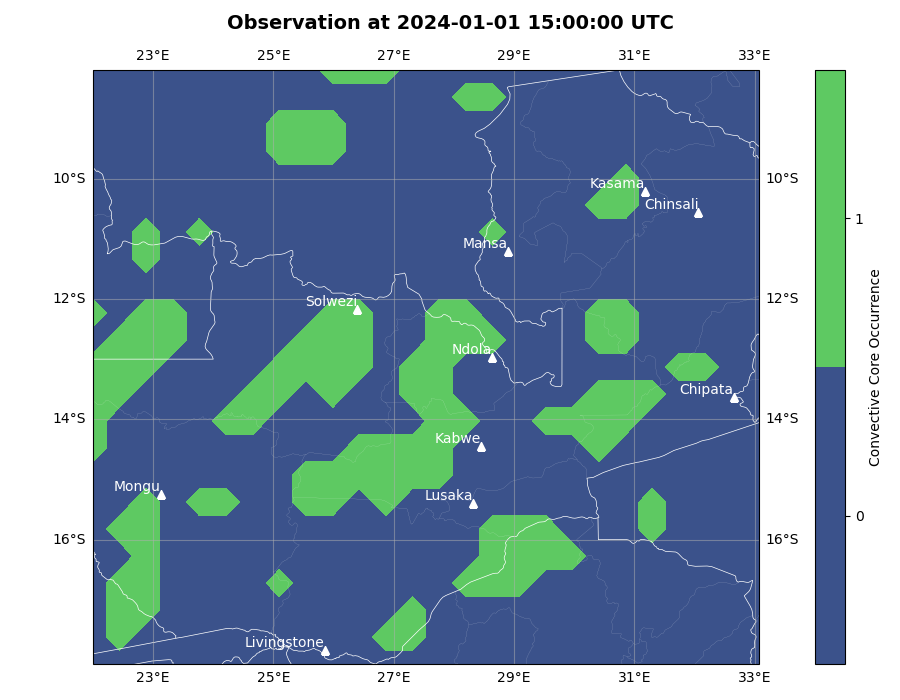 Observation at 2024-01-01 15:00:00 UTC
23°E 25°E 27°E 29°E 31°E 33°E
10°S 10°S
Kasama
Chinsali
Mansa
12°S 12°S
Solwezi
Ndola
Chipata
14°S 14°S
Kabwe
Mongu
Lusaka
16°S 16°S
Livingstone
23°E 25°E 27°E 29°E 31°E 33°E
1
0
Convective Core Occurrence